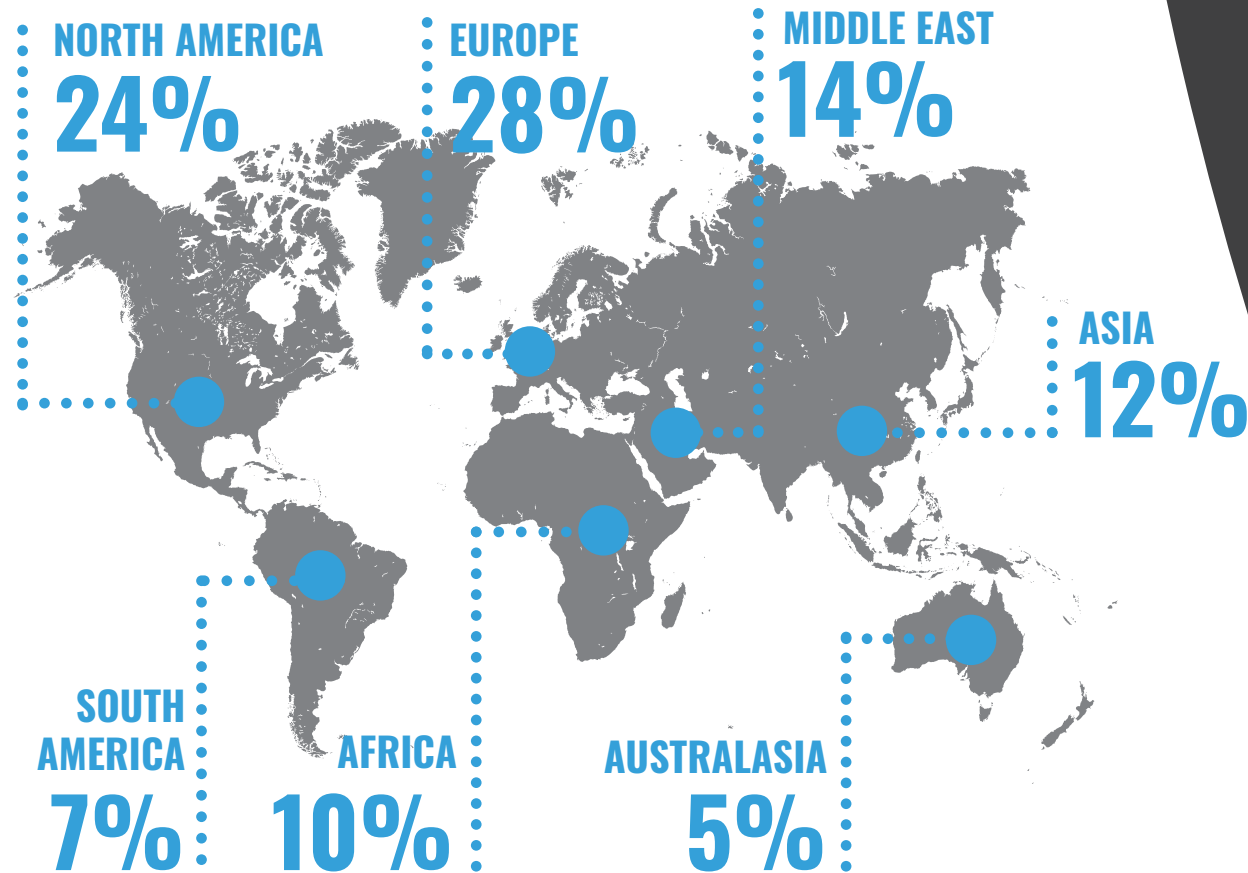 NORTH AMERICA
24%
EUROPE
28%
MIDDLE EAST
14%
ASIA
12%
SOUTH
AMERICA
7%
AFRICA
10%
AUSTRALASIA
5%